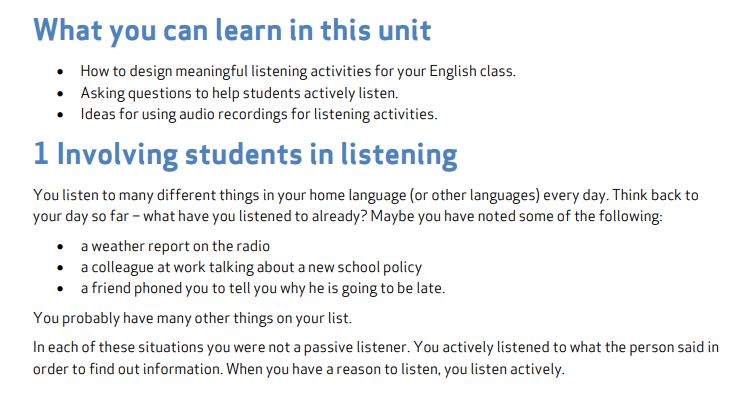 What you can learn in this unit
• How to design meaningful listening activities for your English class.
• Asking questions to help students actively listen.
• Ideas for using audio recordings for listening activities.
1 Involving students in listening
You listen to many different things in your home language (or other languages) every day. Think back to
your day so far – what have you listened to already? Maybe you have noted some of the following:
• a weather report on the radio
• a colleague at work talking about a new school policy
• a friend phoned you to tell you why he is going to be late.
You probably have many other things on your list.
In each of these situations you were not a passive listener. You actively listened to what the person said in
order to find out information. When you have a reason to listen, you listen actively.